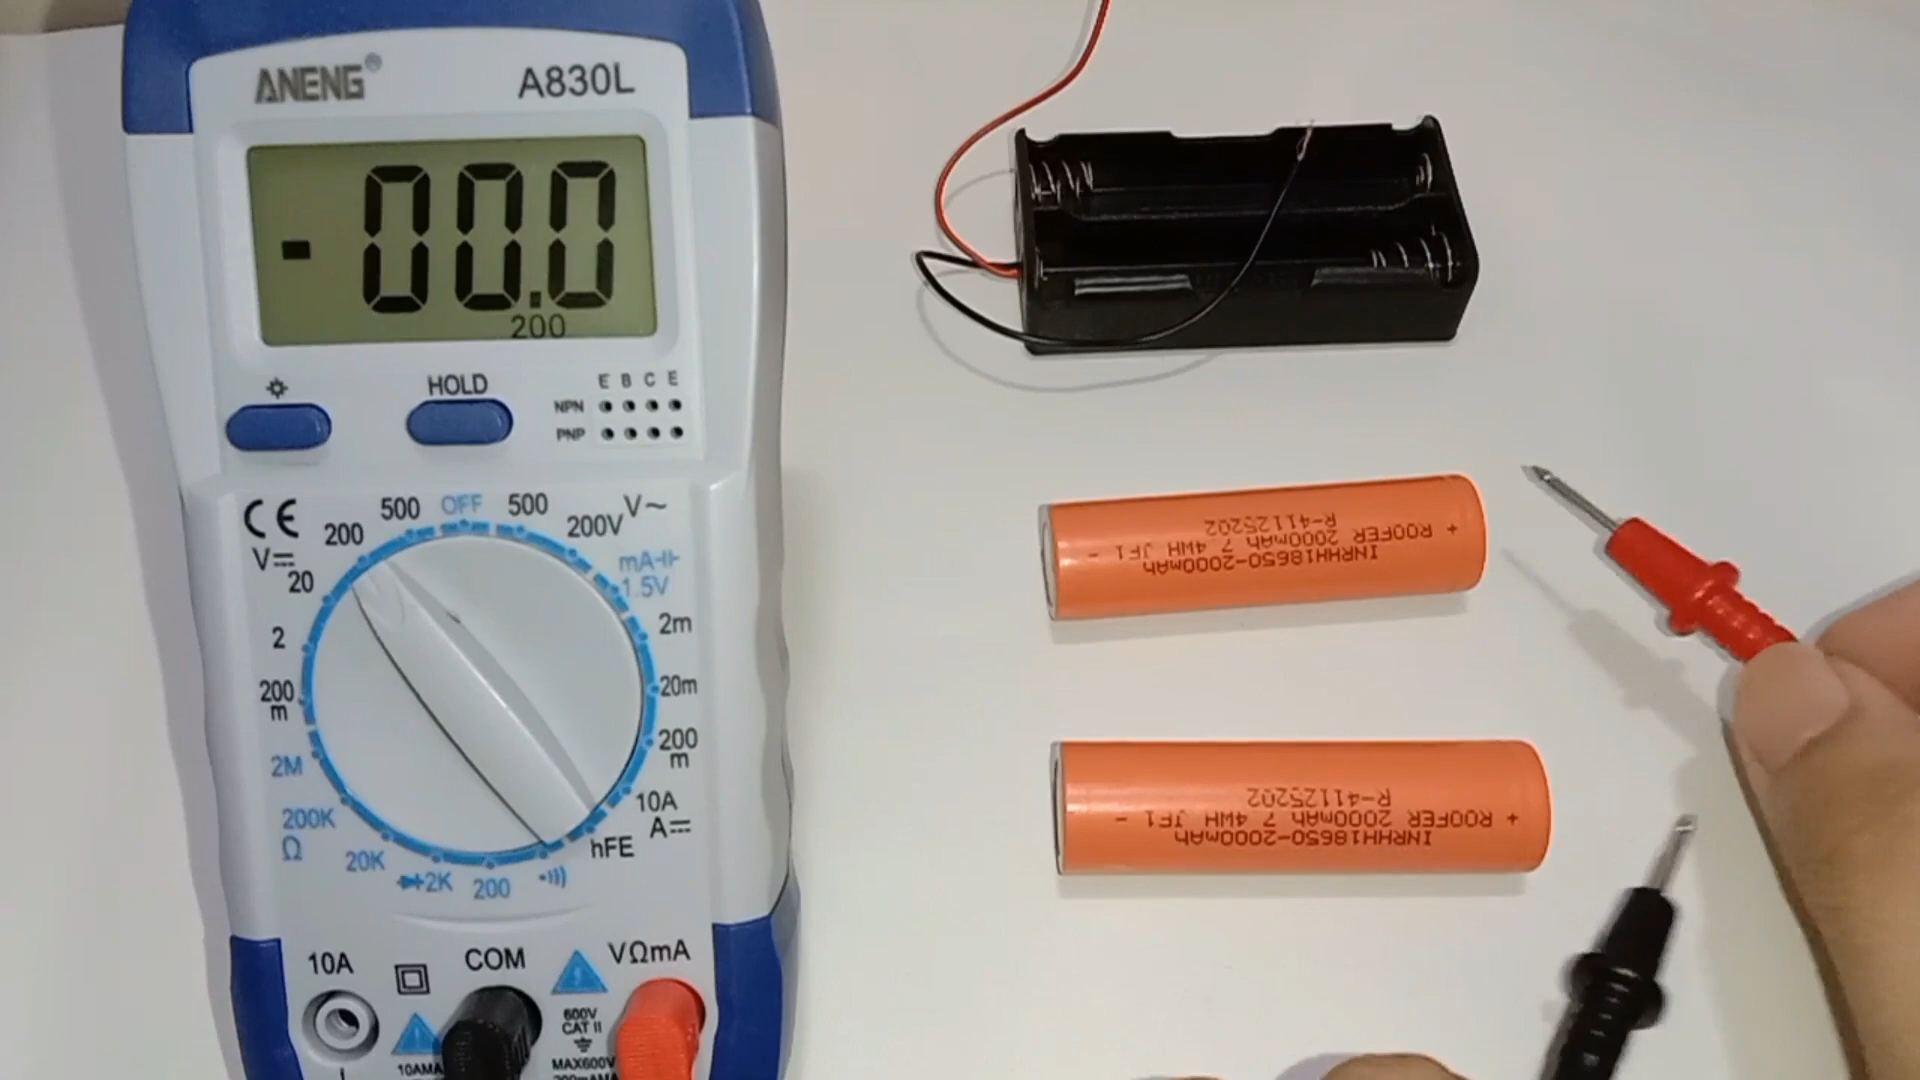 ANENG® A830L
- 00.0
200
HOLD
E B C E
NPN
PNP
CE
V⎓
200
500
OFF
500
200V
V~
20
mA
1.5V
2
2m
200
m
20m
2M
200
m
200K
Ω
10A
A⎓
20K
2K
200
hFE
10A
COM
VΩmA
600V
CAT II
10AMA
MAX600V
INRHH18650-2000mAh
+ ROOFER 2000mAh 7.4WH JF1 -
R-41125202
INRHH18650-2000mAh
+ ROOFER 2000mAh 7.4WH JF1 -
R-41125202